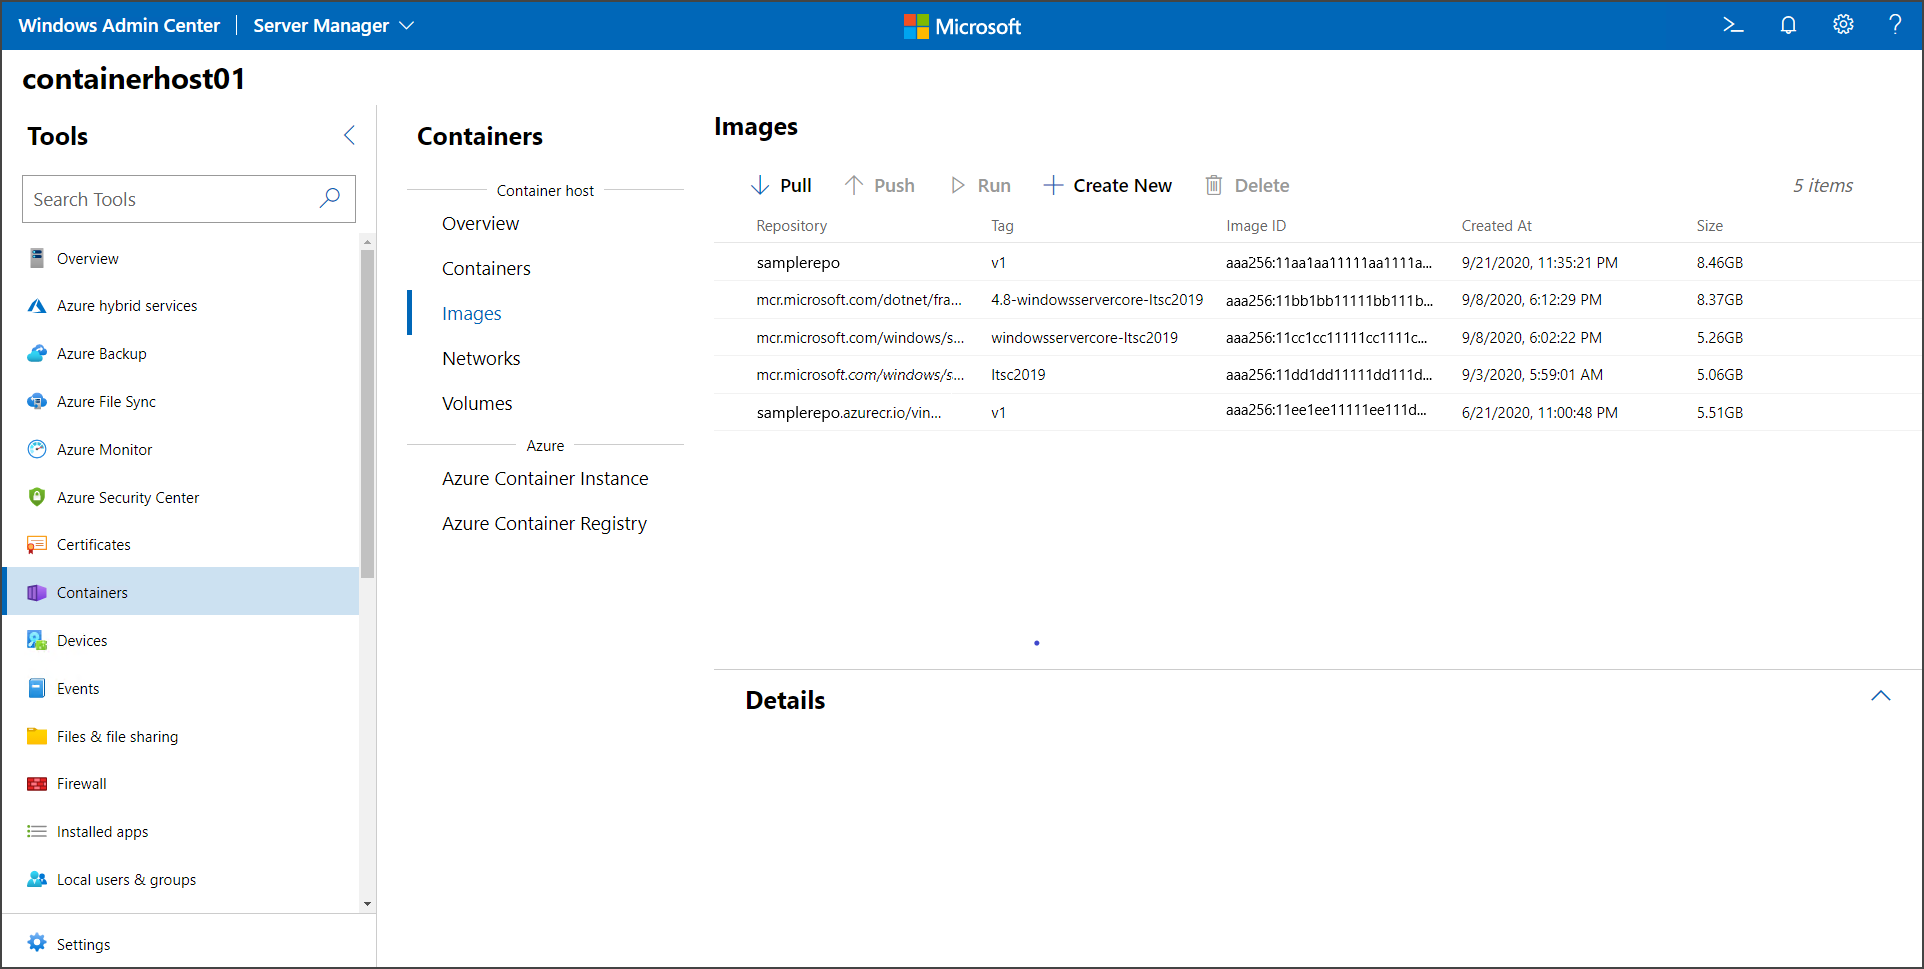 Windows Admin Center | Server Manager
Microsoft
containerhost01
Tools
Search Tools
Overview
Azure hybrid services
Azure Backup
Azure File Sync
Azure Monitor
Azure Security Center
Certificates
Containers
Devices
Events
Files & file sharing
Firewall
Installed apps
Local users & groups
Settings
Containers
Container host
Overview
Containers
Images
Networks
Volumes
Azure
Azure Container Instance
Azure Container Registry
Images
Pull Push Run Create New Delete 5 items
Repository Tag Image ID Created At Size
samplerepo v1 aaa256:11aa1aa11111aa1111a... 9/21/2020, 11:35:21 PM 8.46GB
mcr.microsoft.com/dotnet/fra... 4.8-windowsservercore-ltsc2019 aaa256:11bb1bb11111bb111b... 9/8/2020, 6:12:29 PM 8.37GB
mcr.microsoft.com/windows/s... windowsservercore-ltsc2019 aaa256:11cc1cc11111cc1111c... 9/8/2020, 6:02:22 PM 5.26GB
mcr.microsoft.com/windows/s... ltsc2019 aaa256:11dd1dd11111dd111d... 9/3/2020, 5:59:01 AM 5.06GB
samplerepo.azurecr.io/vin... v1 aaa256:11ee1ee11111ee111d... 6/21/2020, 11:00:48 PM 5.51GB
Details